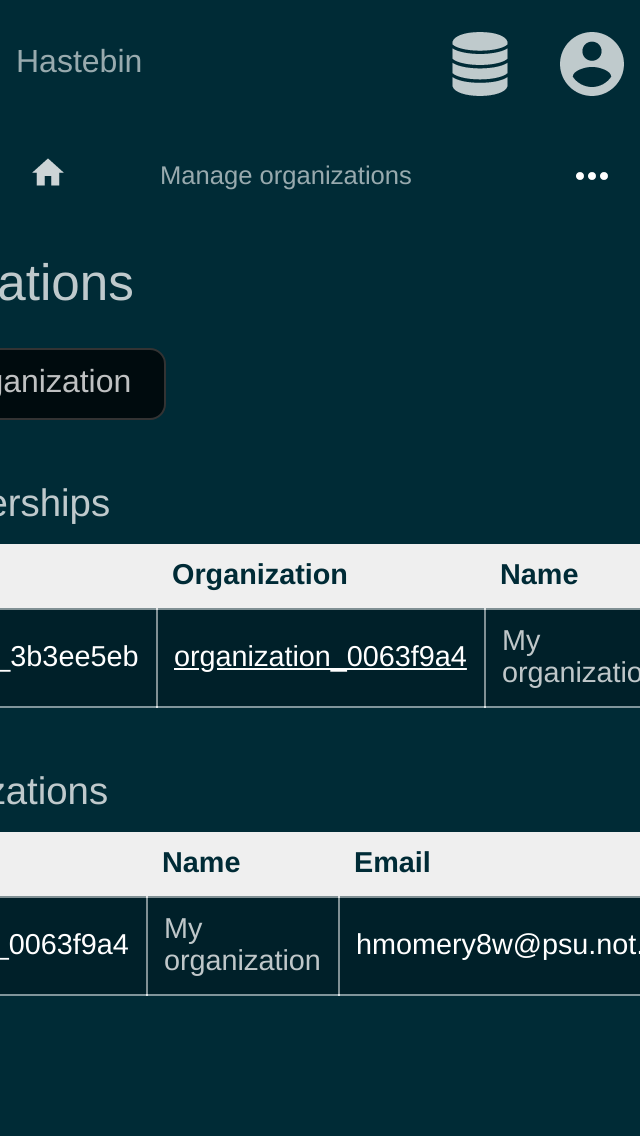 Hastebin
Manage organizations
ations
ganization
erships
Organization Name
_3b3ee5eb organization_0063f9a4 My
organizatio
zations
Name Email
_0063f9a4 My
organization hmomery8w@psu.not.